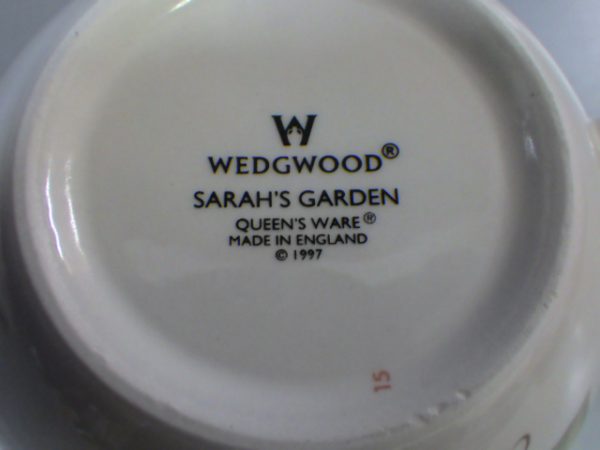 W
WEDGWOOD®
SARAH'S GARDEN
QUEEN'S WARE®
MADE IN ENGLAND
© 1997
15